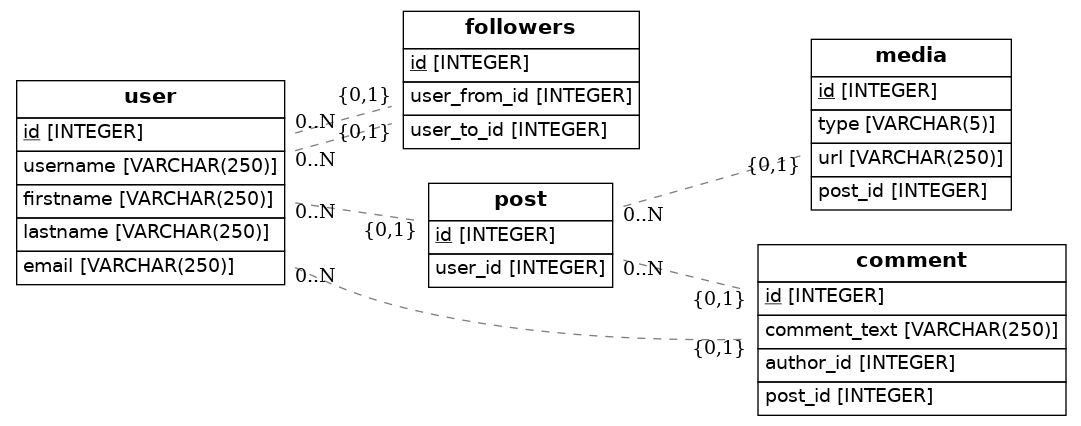 user
id [INTEGER]
username [VARCHAR(250)]
firstname [VARCHAR(250)]
lastname [VARCHAR(250)]
email [VARCHAR(250)]
0..N
{0,1}
0..N
{0,1}
0..N
{0,1}
0..N
{0,1}
followers
id [INTEGER]
user_from_id [INTEGER]
user_to_id [INTEGER]
post
id [INTEGER]
user_id [INTEGER]
0..N
{0,1}
0..N
{0,1}
media
id [INTEGER]
type [VARCHAR(5)]
url [VARCHAR(250)]
post_id [INTEGER]
comment
id [INTEGER]
comment_text [VARCHAR(250)]
author_id [INTEGER]
post_id [INTEGER]